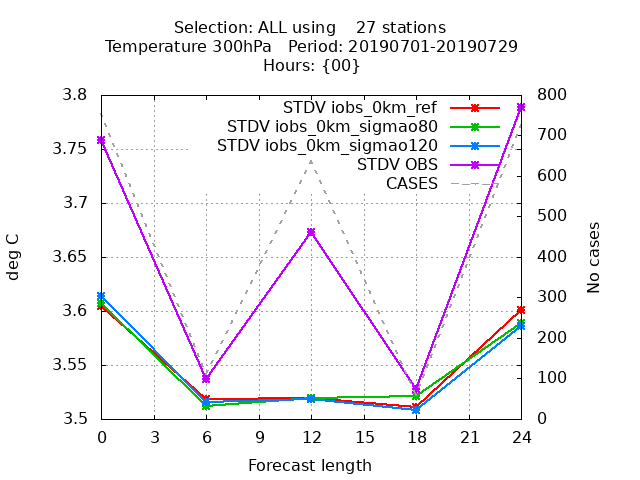 Selection: ALL using    27 stations
Temperature 300hPa   Period: 20190701-20190729
Hours: {00}
STDV iobs_0km_ref
STDV iobs_0km_sigmao80
STDV iobs_0km_sigmao120
STDV OBS
CASES
3.8
3.75
3.7
3.65
3.6
3.55
3.5
800
700
600
500
400
300
200
100
0
deg C
No cases
0 3 6 9 12 15 18 21 24
Forecast length